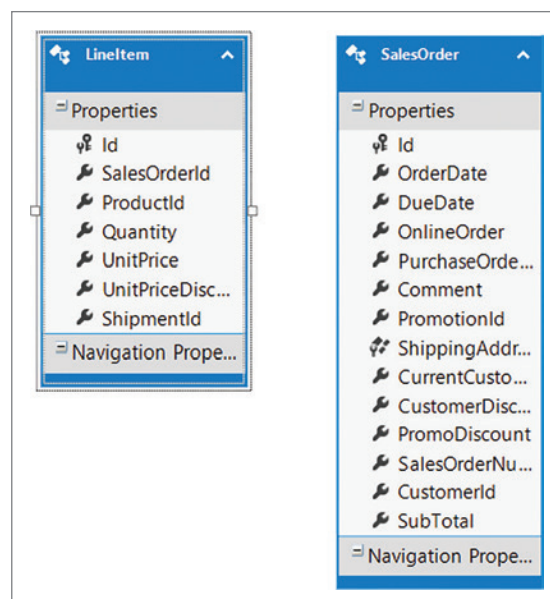 LineItem
Properties
Id
SalesOrderId
ProductId
Quantity
UnitPrice
UnitPriceDisc...
ShipmentId
Navigation Prope...
SalesOrder
Properties
Id
OrderDate
DueDate
OnlineOrder
PurchaseOrde...
Comment
PromotionId
ShippingAddr...
CurrentCusto...
CustomerDisc...
PromoDiscount
SalesOrderNu...
CustomerId
SubTotal
Navigation Prope...